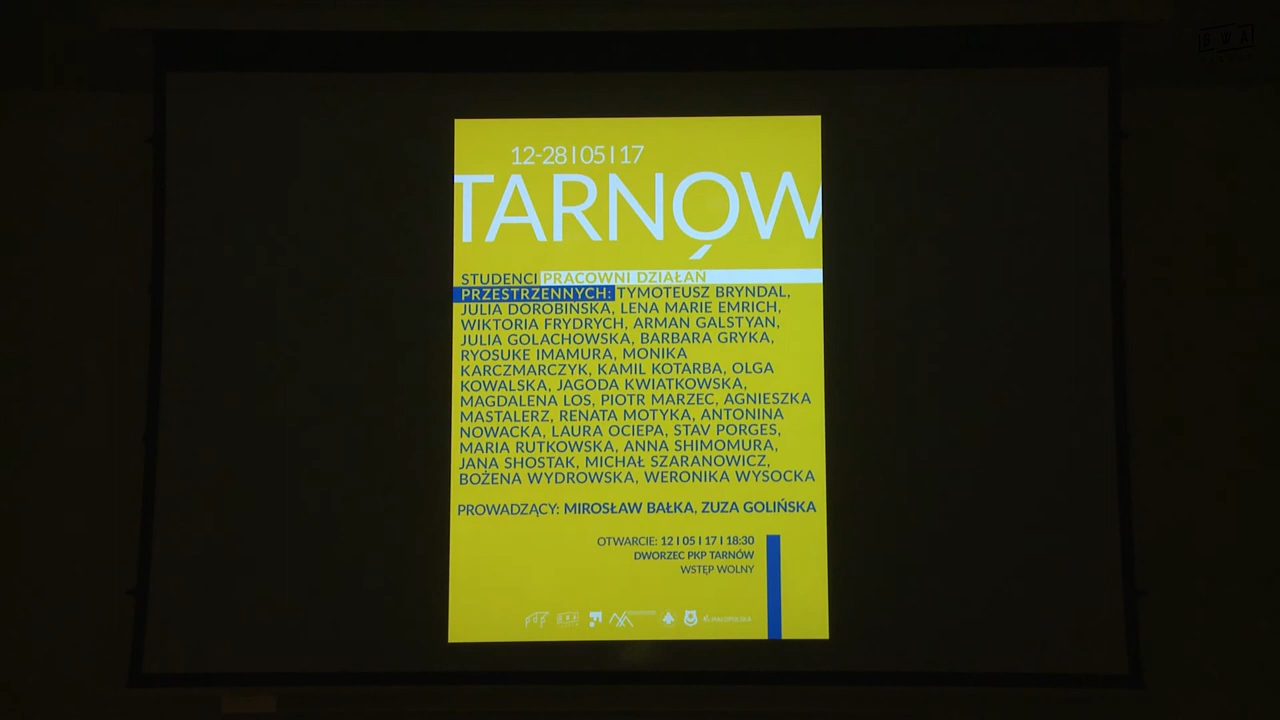 BWA
12-28 | 05 | 17
TARNÓW
STUDENCI PRACOWNI DZIAŁAŃ
PRZESTRZENNYCH: TYMOTEUSZ BRYNDAL,
JULIA DOROBIŃSKA, LENA MARIE EMRICH,
WIKTORIA FRYDRYCH, ARMAN GALSTYAN,
JULIA GOLACHOWSKA, BARBARA GRYKA,
RYOSUKE IMAMURA, MONIKA
KARCZMARCZYK, KAMIL KOTARBA, OLGA
KOWALSKA, JAGODA KWIATKOWSKA,
MAGDALENA LOS, PIOTR MARZEC, AGNIESZKA
MASTALERZ, RENATA MOTYKA, ANTONINA
NOWACKA, LAURA OCIEPA, STAV PORGES,
MARIA RUTKOWSKA, ANNA SHIMOMURA,
JANA SHOSTAK, MICHAŁ SZARANOWICZ,
BOŻENA WYDROWSKA, WERONIKA WYSOCKA
PROWADZĄCY: MIROSŁAW BAŁKA, ZUZA GOLIŃSKA
OTWARCIE: 12 | 05 | 17 | 18:30
DWORZEC PKP TARNÓW
WSTĘP WOLNY
MAŁOPOLSKA